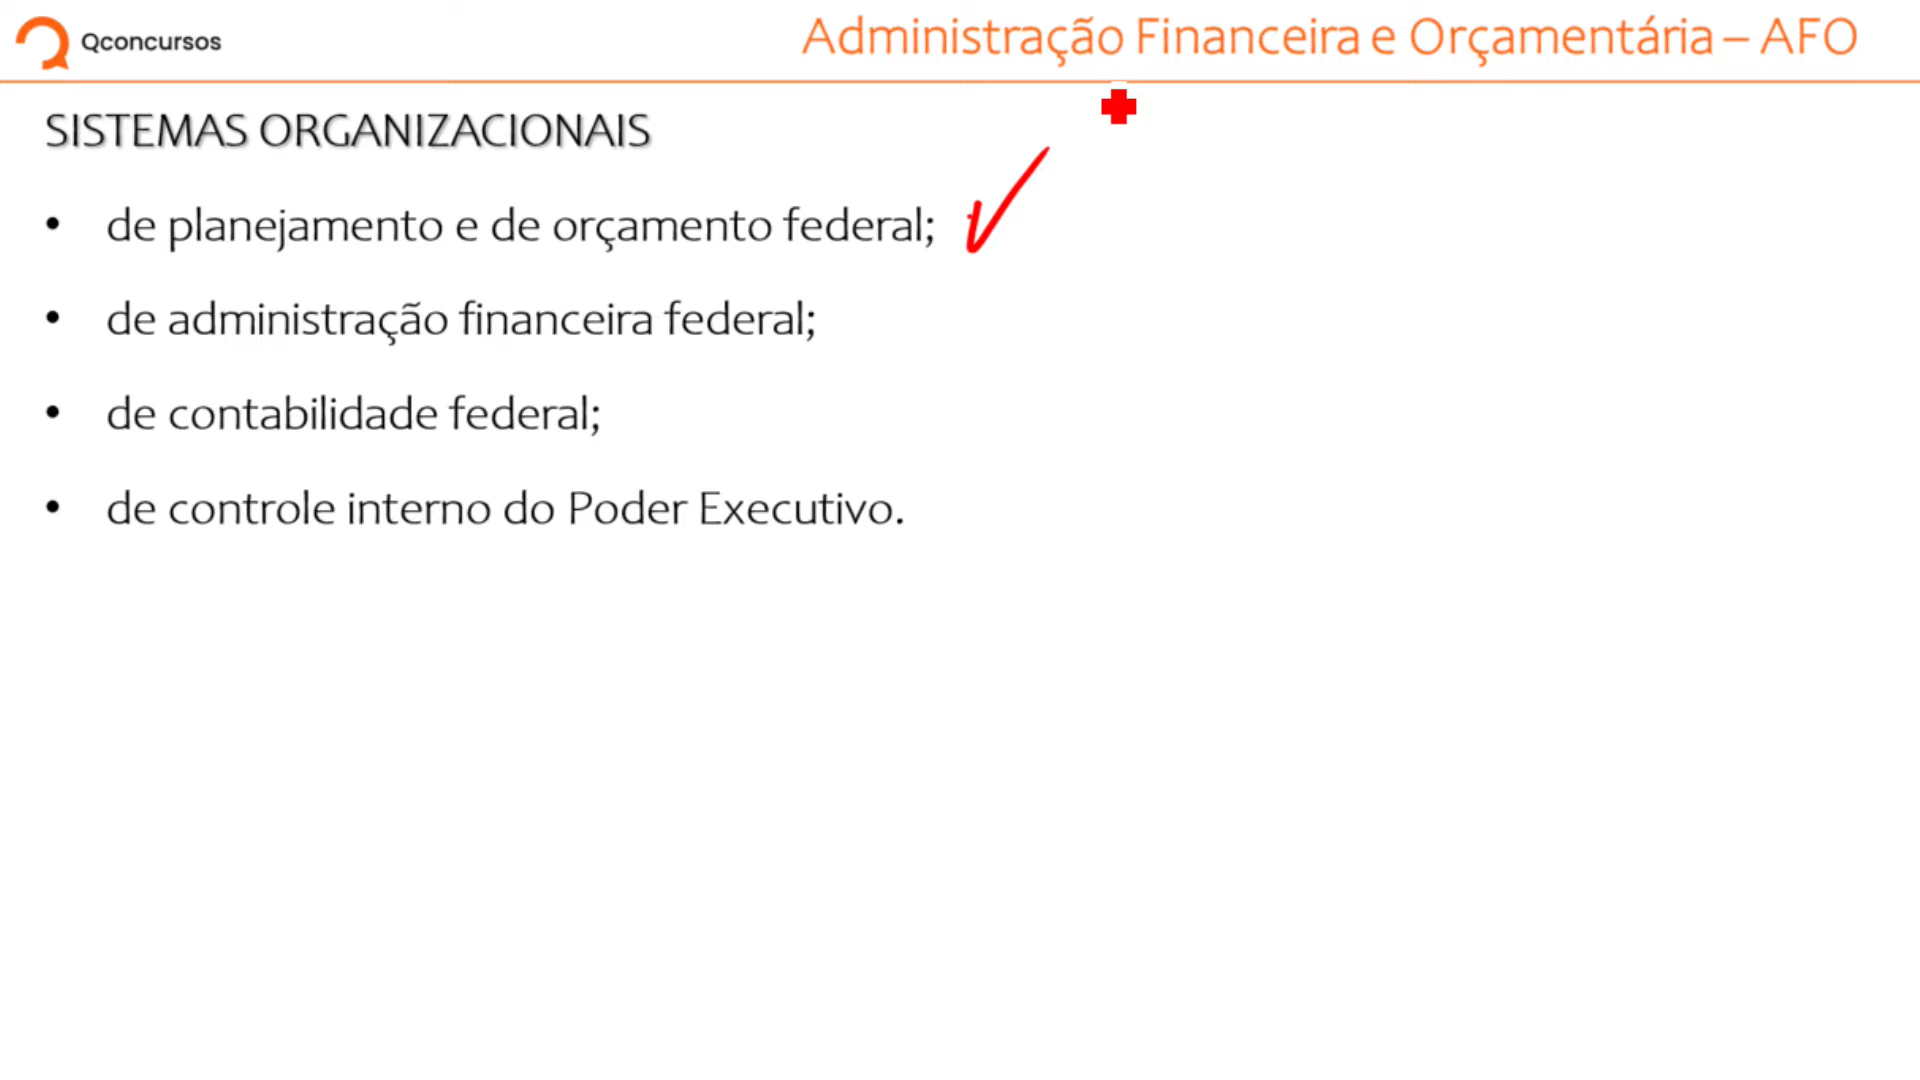 Qconcursos
Administração Financeira e Orçamentária – AFO
SISTEMAS ORGANIZACIONAIS
• de planejamento e de orçamento federal;
• de administração financeira federal;
• de contabilidade federal;
• de controle interno do Poder Executivo.